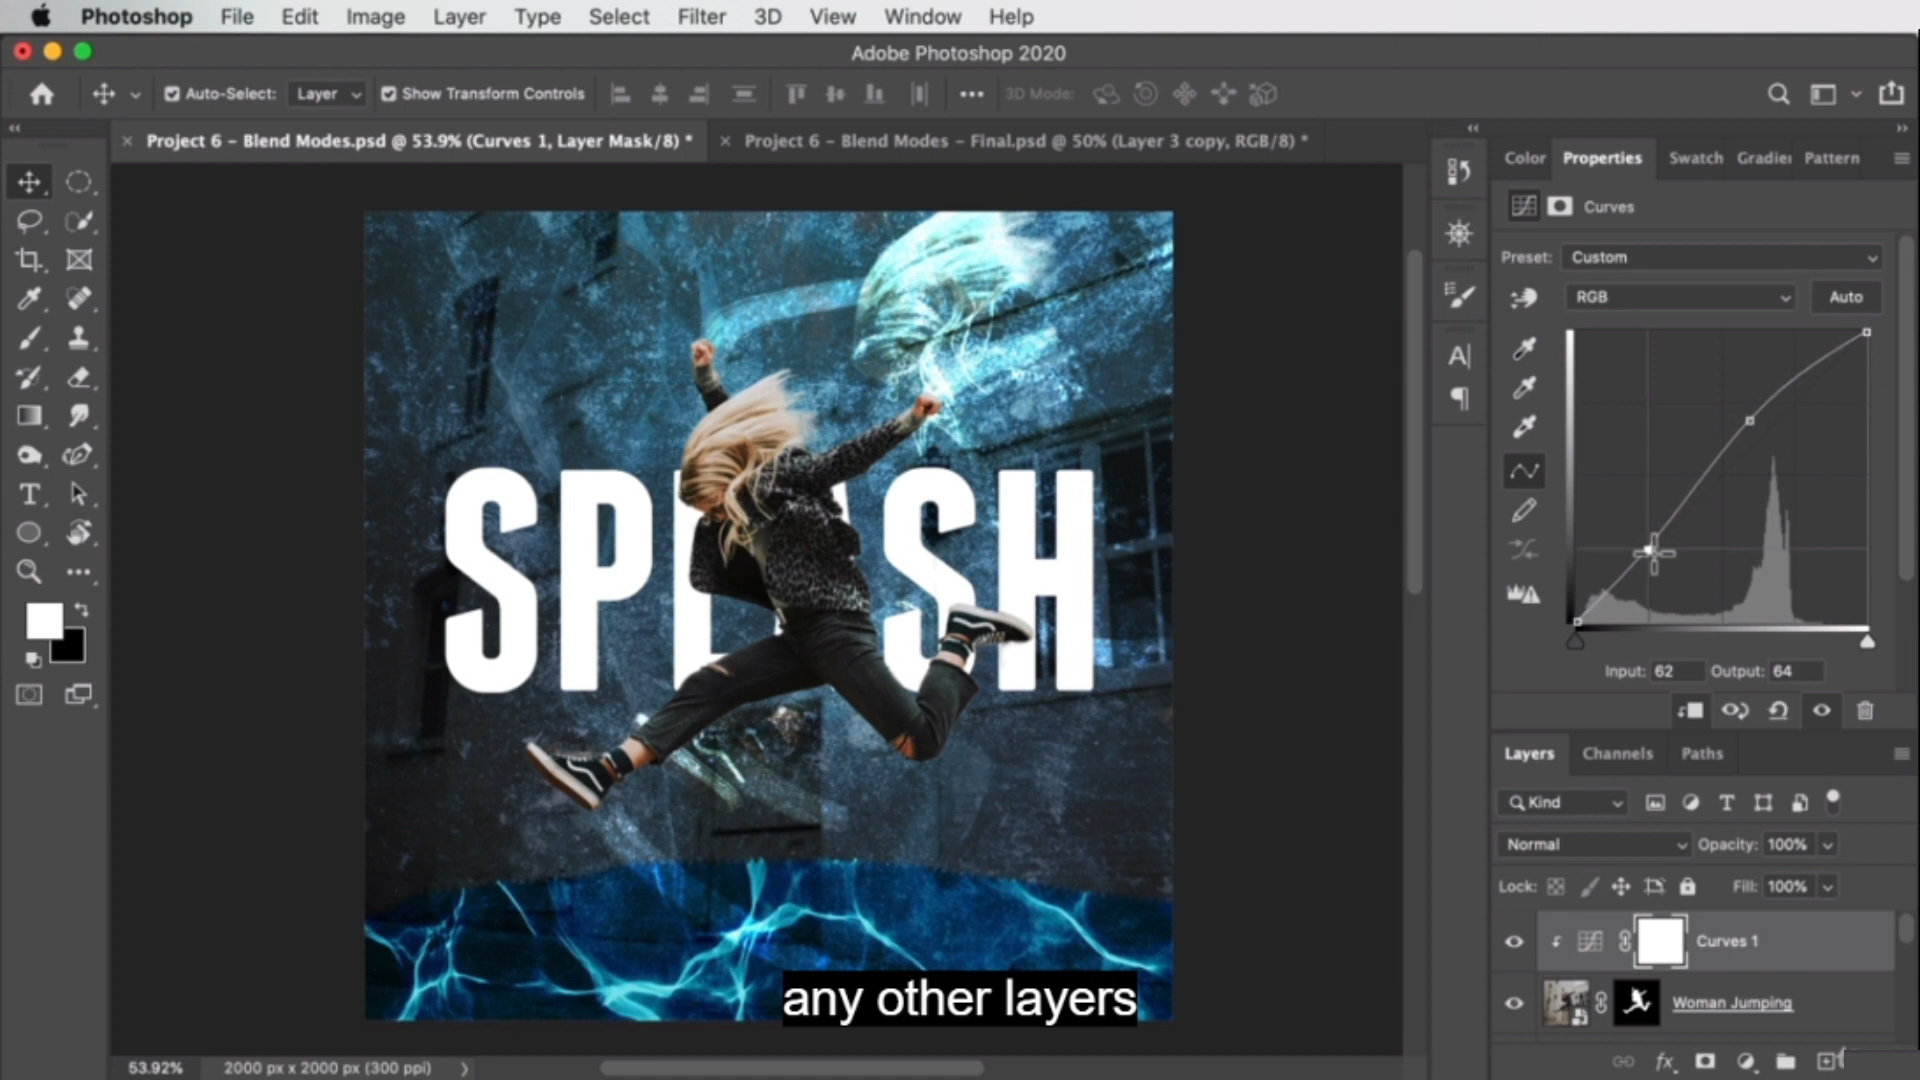 Photoshop File Edit Image Layer Type Select Filter 3D View Window Help
Adobe Photoshop 2020
Auto-Select: Layer Show Transform Controls 3D Mode:
Project 6 - Blend Modes.psd @ 53.9% (Curves 1, Layer Mask/8) * Project 6 - Blend Modes - Final.psd @ 50% (Layer 3 copy, RGB/8) *
Color Properties Swatch Gradie Pattern
Curves
Preset: Custom
RGB Auto
SPLASH
Input: 62 Output: 64
Layers Channels Paths
Kind
Normal Opacity: 100%
Lock: Fill: 100%
Curves 1
any other layers
Woman Jumping
53.92% 2000 px x 2000 px (300 ppi)